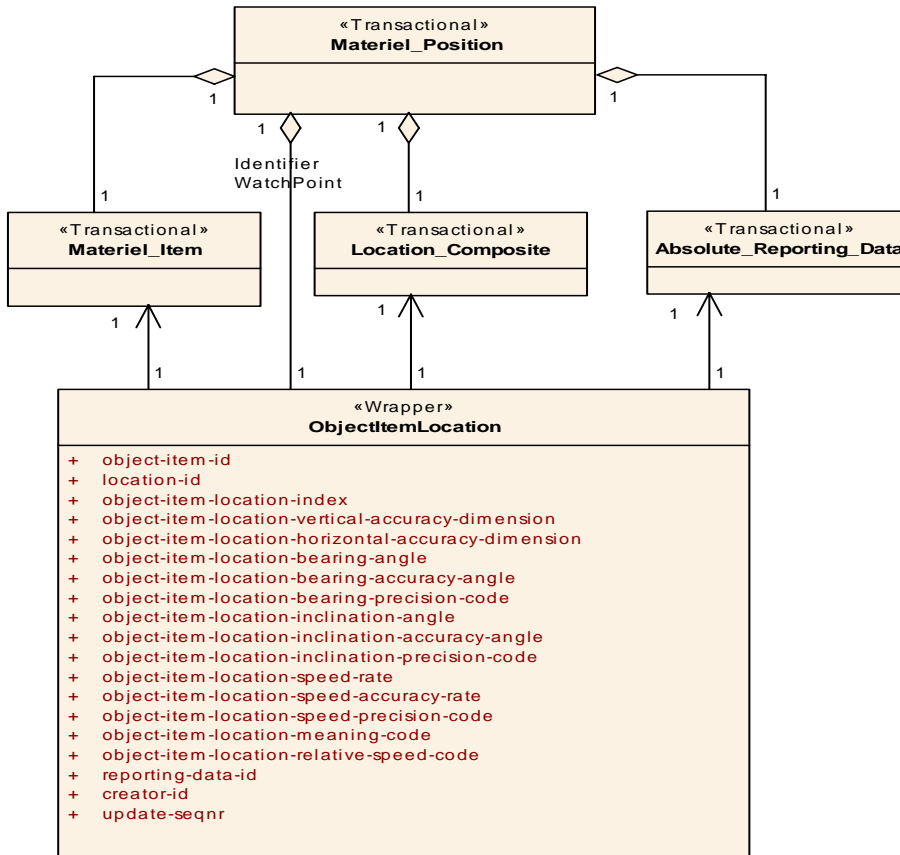 «Transactional»
Materiel_Position
1
1
1
1
Identifier
WatchPoint
1
1
1
«Transactional»
Materiel_Item
«Transactional»
Location_Composite
«Transactional»
Absolute_Reporting_Data
1
1
1
1
1
1
1
«Wrapper»
ObjectItemLocation
+ object-item-id
+ location-id
+ object-item-location-index
+ object-item-location-vertical-accuracy-dimension
+ object-item-location-horizontal-accuracy-dimension
+ object-item-location-bearing-angle
+ object-item-location-bearing-accuracy-angle
+ object-item-location-bearing-precision-code
+ object-item-location-inclination-angle
+ object-item-location-inclination-accuracy-angle
+ object-item-location-inclination-precision-code
+ object-item-location-speed-rate
+ object-item-location-speed-accuracy-rate
+ object-item-location-speed-precision-code
+ object-item-location-meaning-code
+ object-item-location-relative-speed-code
+ reporting-data-id
+ creator-id
+ update-seqnr